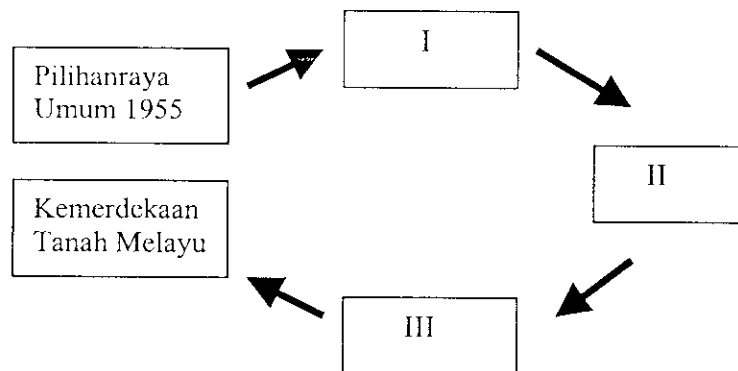 Pilihanraya
Umum 1955
I
II
III
Kemerdekaan
Tanah Melayu